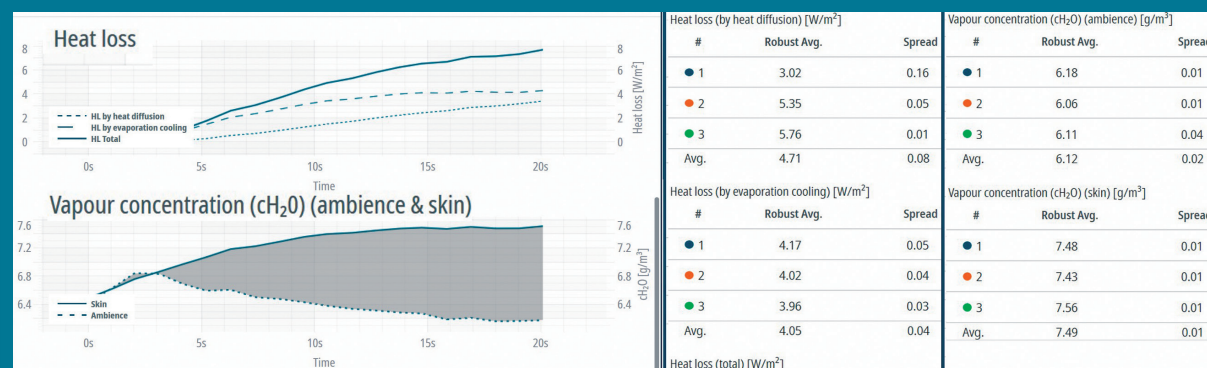 Heat loss
8
6
4
2
0
HL by heat diffusion
HL by evaporation cooling
HL Total
8
6
4
2
0
Heat loss [W/m²]
0s 5s 10s 15s 20s
Time
Vapour concentration (cH₂0) (ambience & skin)
7.6
7.2
6.8
6.4
Skin
Ambience
7.6
7.2
6.8
6.4
cH₂O [g/m³]
0s 5s 10s 15s 20s
Time
Heat loss (by heat diffusion) [W/m²]
# Robust Avg. Spread
1 3.02 0.16
2 5.35 0.05
3 5.76 0.01
Avg. 4.71 0.08
Heat loss (by evaporation cooling) [W/m²]
# Robust Avg. Spread
1 4.17 0.05
2 4.02 0.04
3 3.96 0.03
Avg. 4.05 0.04
Heat loss (total) [W/m²]
Vapour concentration (cH₂O) (ambience) [g/m³]
# Robust Avg. Spread
1 6.18 0.01
2 6.06 0.01
3 6.11 0.04
Avg. 6.12 0.02
Vapour concentration (cH₂O) (skin) [g/m³]
# Robust Avg. Spread
1 7.48 0.01
2 7.43 0.01
3 7.56 0.01
Avg. 7.49 0.01